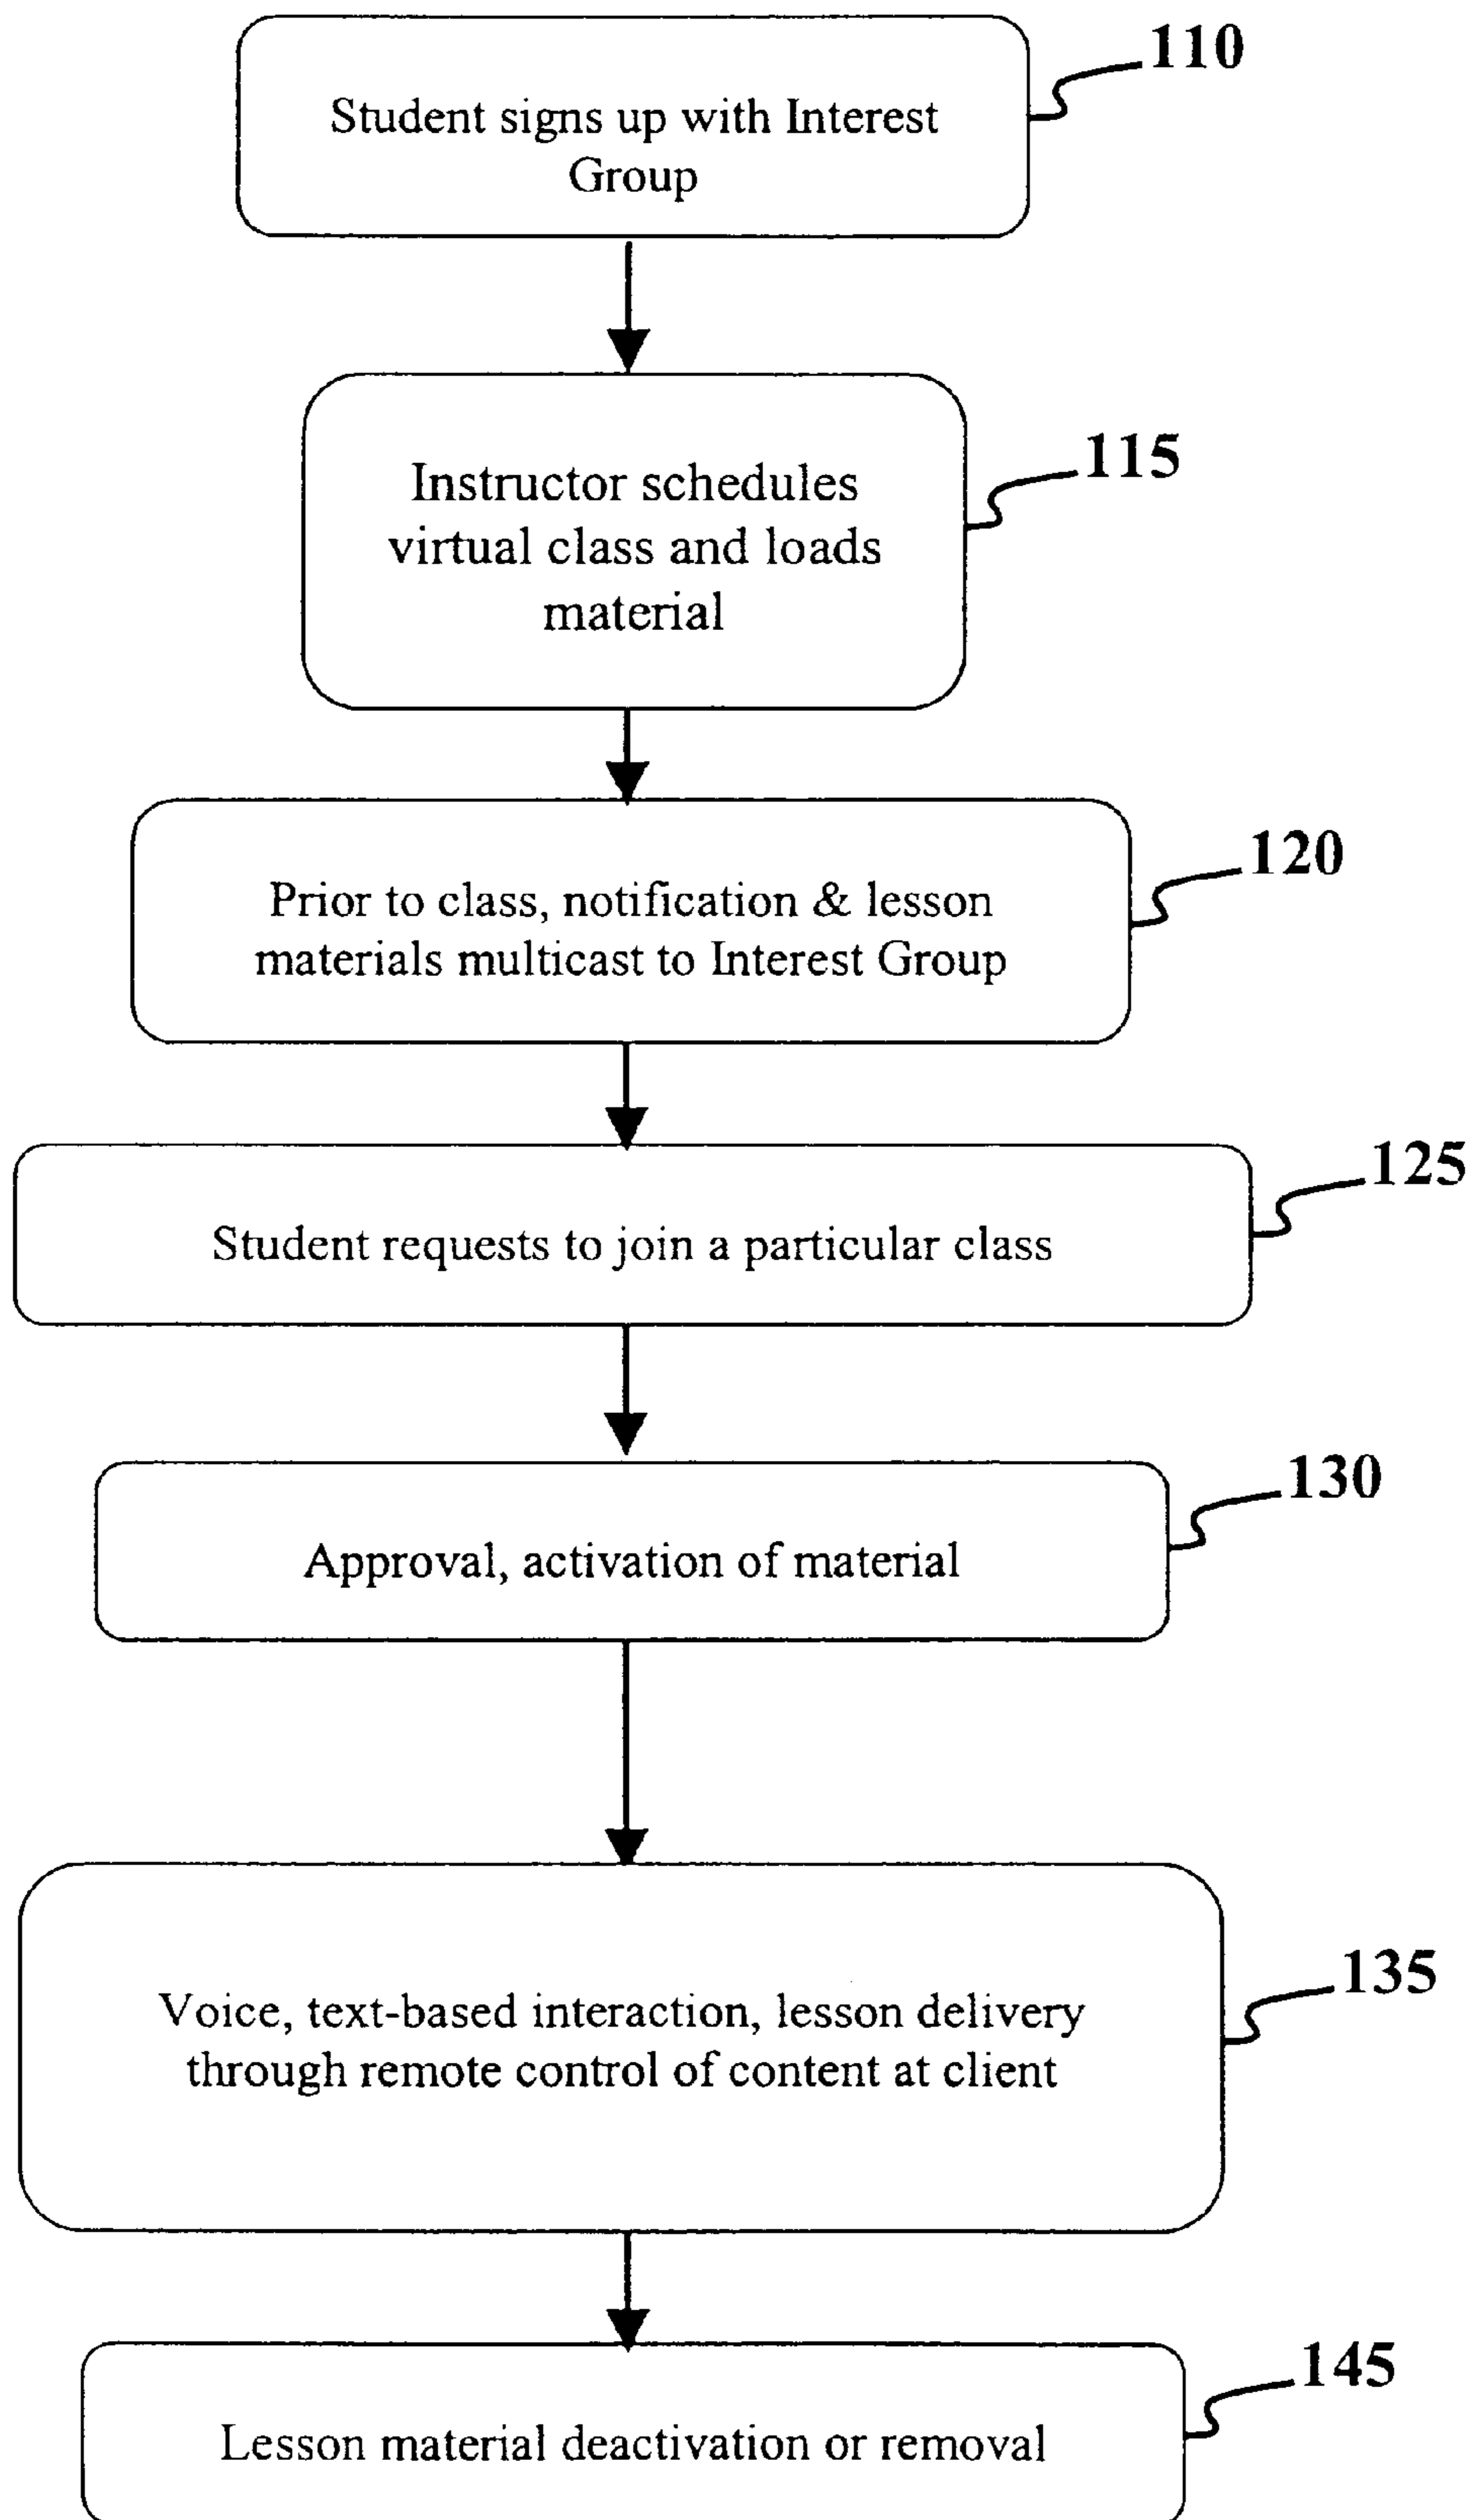 110
Student signs up with Interest
Group
115
Instructor schedules
virtual class and loads
material
120
Prior to class, notification & lesson
materials multicast to Interest Group
125
Student requests to join a particular class
130
Approval, activation of material
135
Voice, text-based interaction, lesson delivery
through remote control of content at client
145
Lesson material deactivation or removal